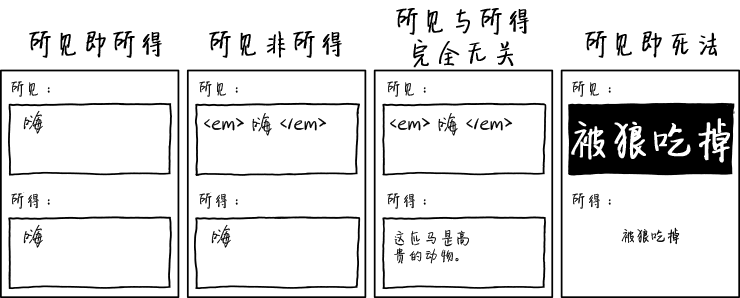 所见即所得
所见:
嗨
所得:
嗨
所见非所得
所见:
<em> 嗨 </em>
所得:
嗨
所见与所得
完全无关
所见:
<em> 嗨 </em>
所得:
这匹马是高
贵的动物。
所见即死法
所见:
被狼吃掉
所得:
被狼吃掉